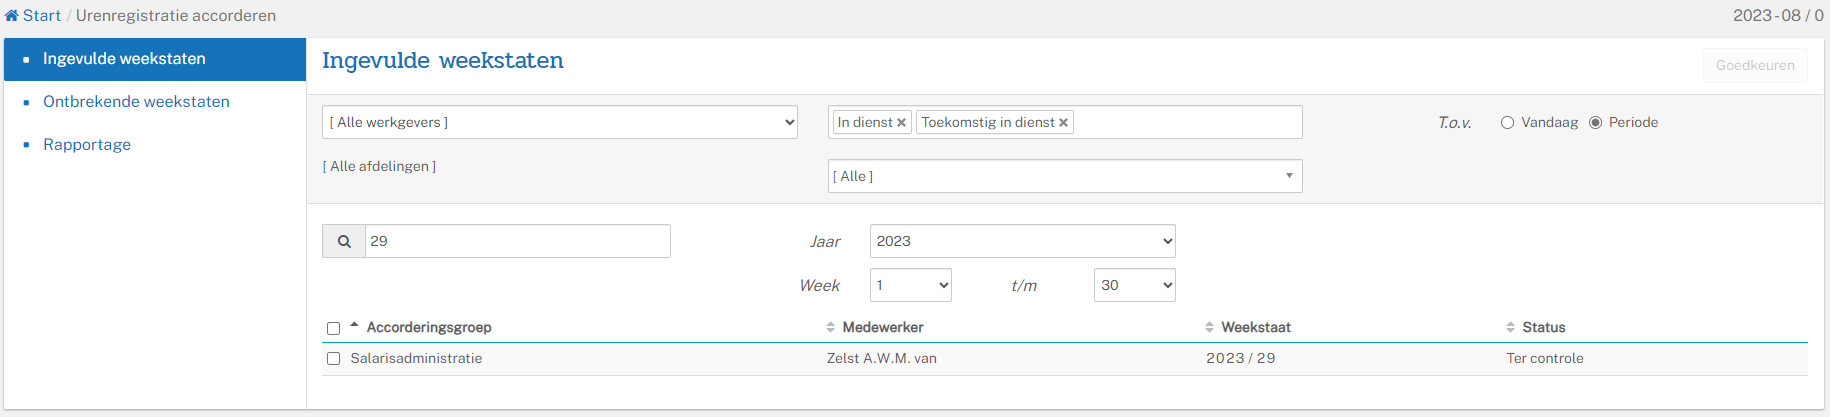 Start / Urenregistratie accorderen
2023 - 08 / 0
Ingevulde weekstaten
Ontbrekende weekstaten
Rapportage
Ingevulde weekstaten
Goedkeuren
[ Alle werkgevers ]
In dienst × Toekomstig in dienst ×
T.o.v. Vandaag Periode
[ Alle afdelingen ]
[ Alle ]
29
Jaar 2023
Week 1 t/m 30
Accorderingsgroep Medewerker Weekstaat Status
Salarisadministratie Zelst A.W.M. van 2023 / 29 Ter controle